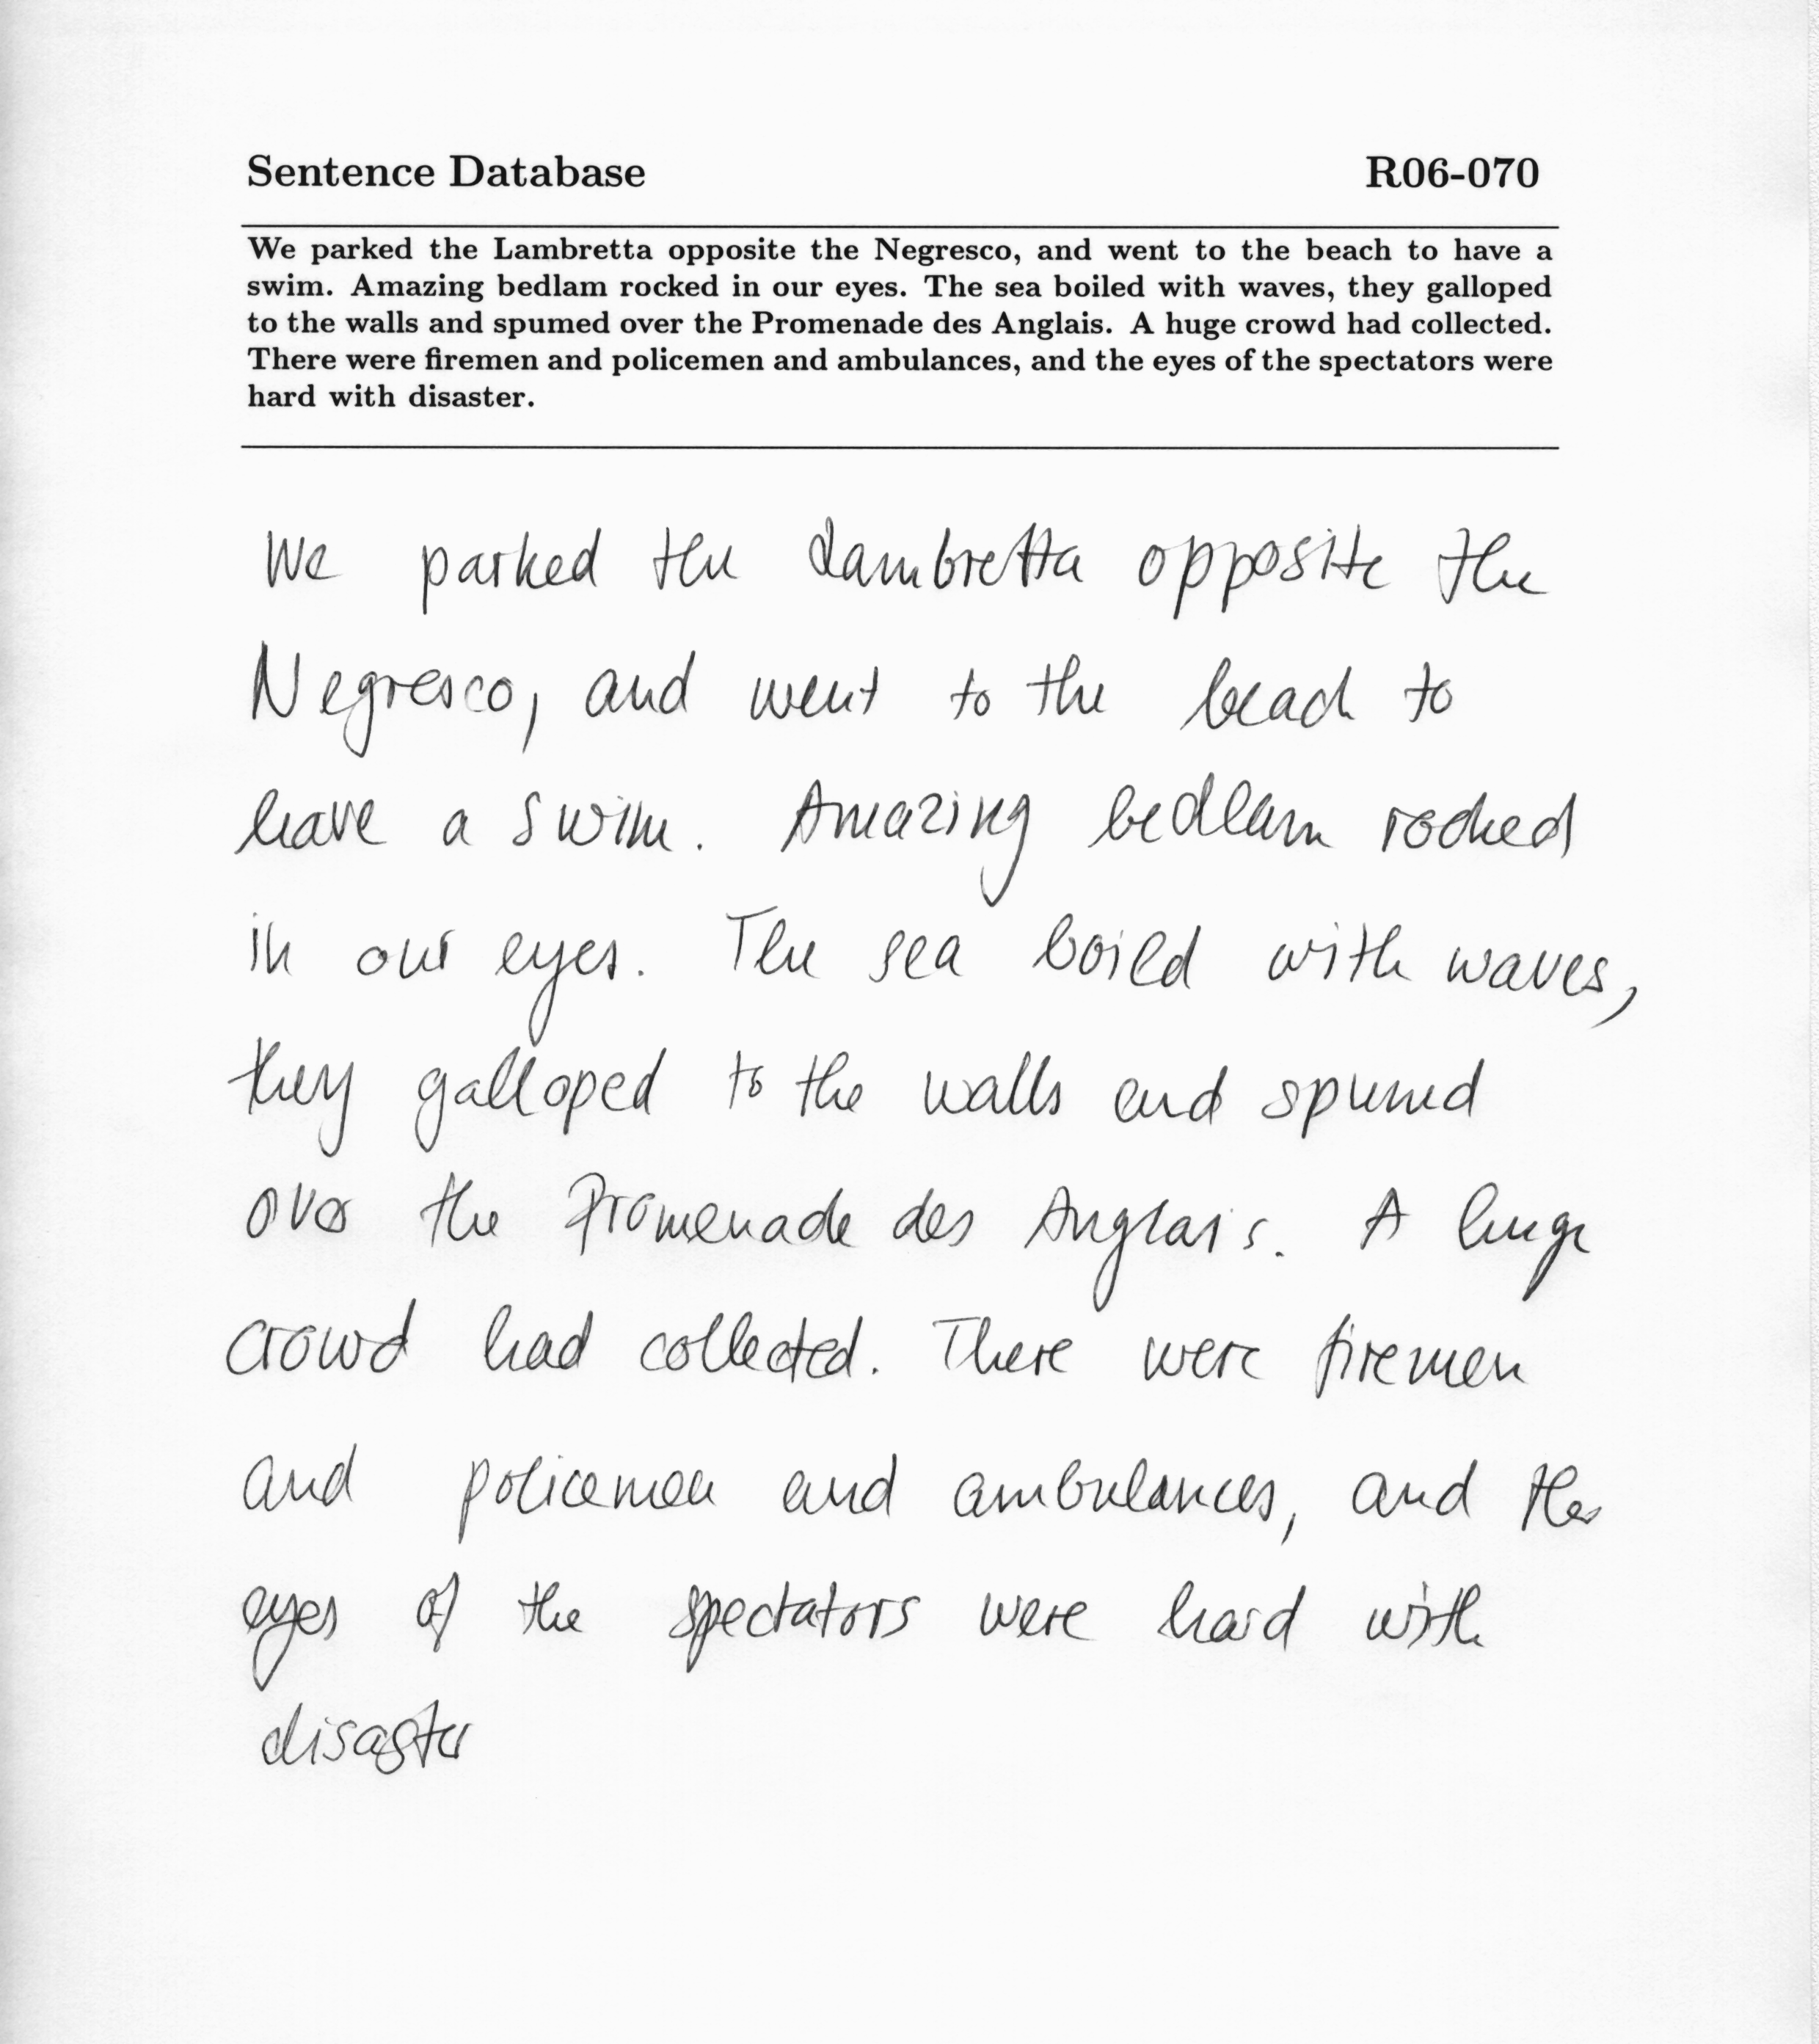 Sentence Database R06-070
We parked the Lambretta opposite the Negresco, and went to the beach to have a
swim. Amazing bedlam rocked in our eyes. The sea boiled with waves, they galloped
to the walls and spumed over the Promenade des Anglais. A huge crowd had collected.
There were firemen and policemen and ambulances, and the eyes of the spectators were
hard with disaster.
We parked the Lambretta opposite the
Negresco, and went to the beach to
have a swim. Amazing bedlam rocked
in our eyes. The sea boiled with waves,
they galloped to the walls and spumed
over the Promenade des Anglais. A huge
crowd had collected. There were firemen
and policemen and ambulances, and the
eyes of the spectators were hard with
disaster